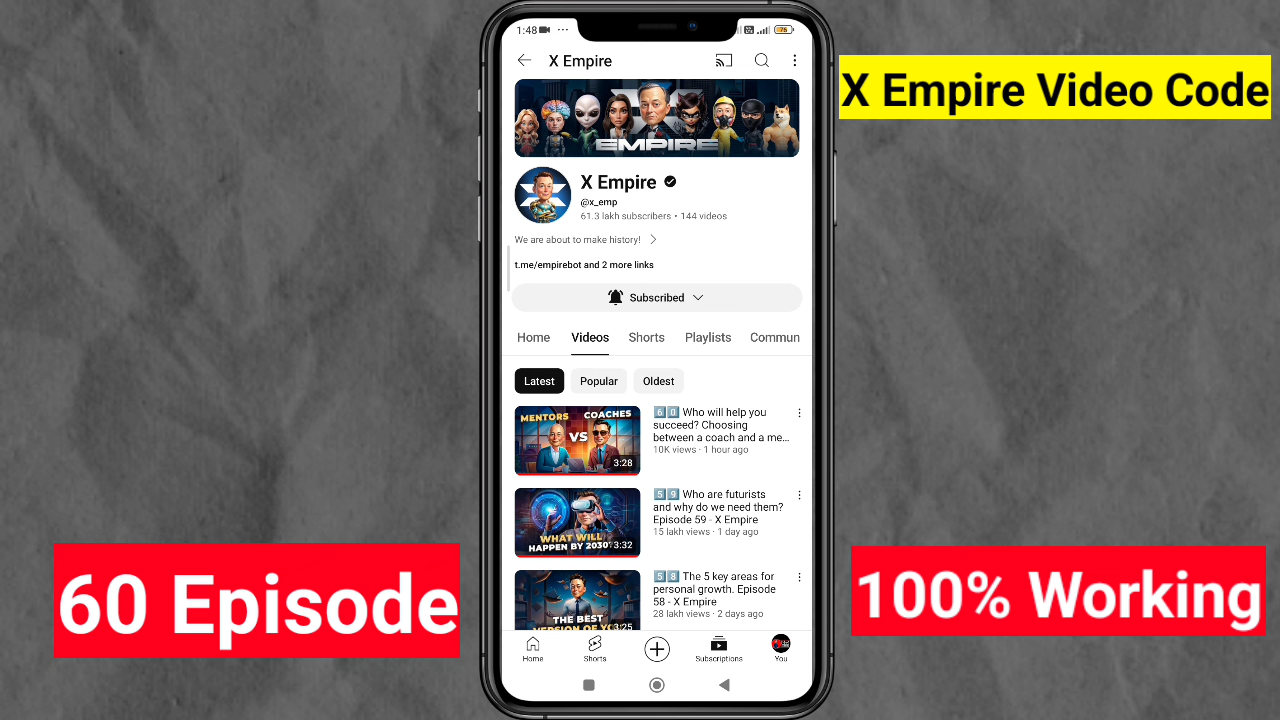 1:48
76
X Empire
EMPIRE
X Empire
@x_emp
61.3 lakh subscribers • 144 videos
We are about to make history!
t.me/empirebot and 2 more links
Subscribed
Home Videos Shorts Playlists Commun
Latest Popular Oldest
MENTORS COACHES
VS
3:28
6 0 Who will help you
succeed? Choosing
between a coach and a me...
10K views · 1 hour ago
WHAT WILL
HAPPEN BY 2030?
3:32
5 9 Who are futurists
and why do we need them?
Episode 59 - X Empire
15 lakh views · 1 day ago
THE BEST
VERSION OF YO
3:25
5 8 The 5 key areas for
personal growth. Episode
58 - X Empire
28 lakh views · 2 days ago
Home Shorts Subscriptions You
X Empire Video Code
60 Episode
100% Working